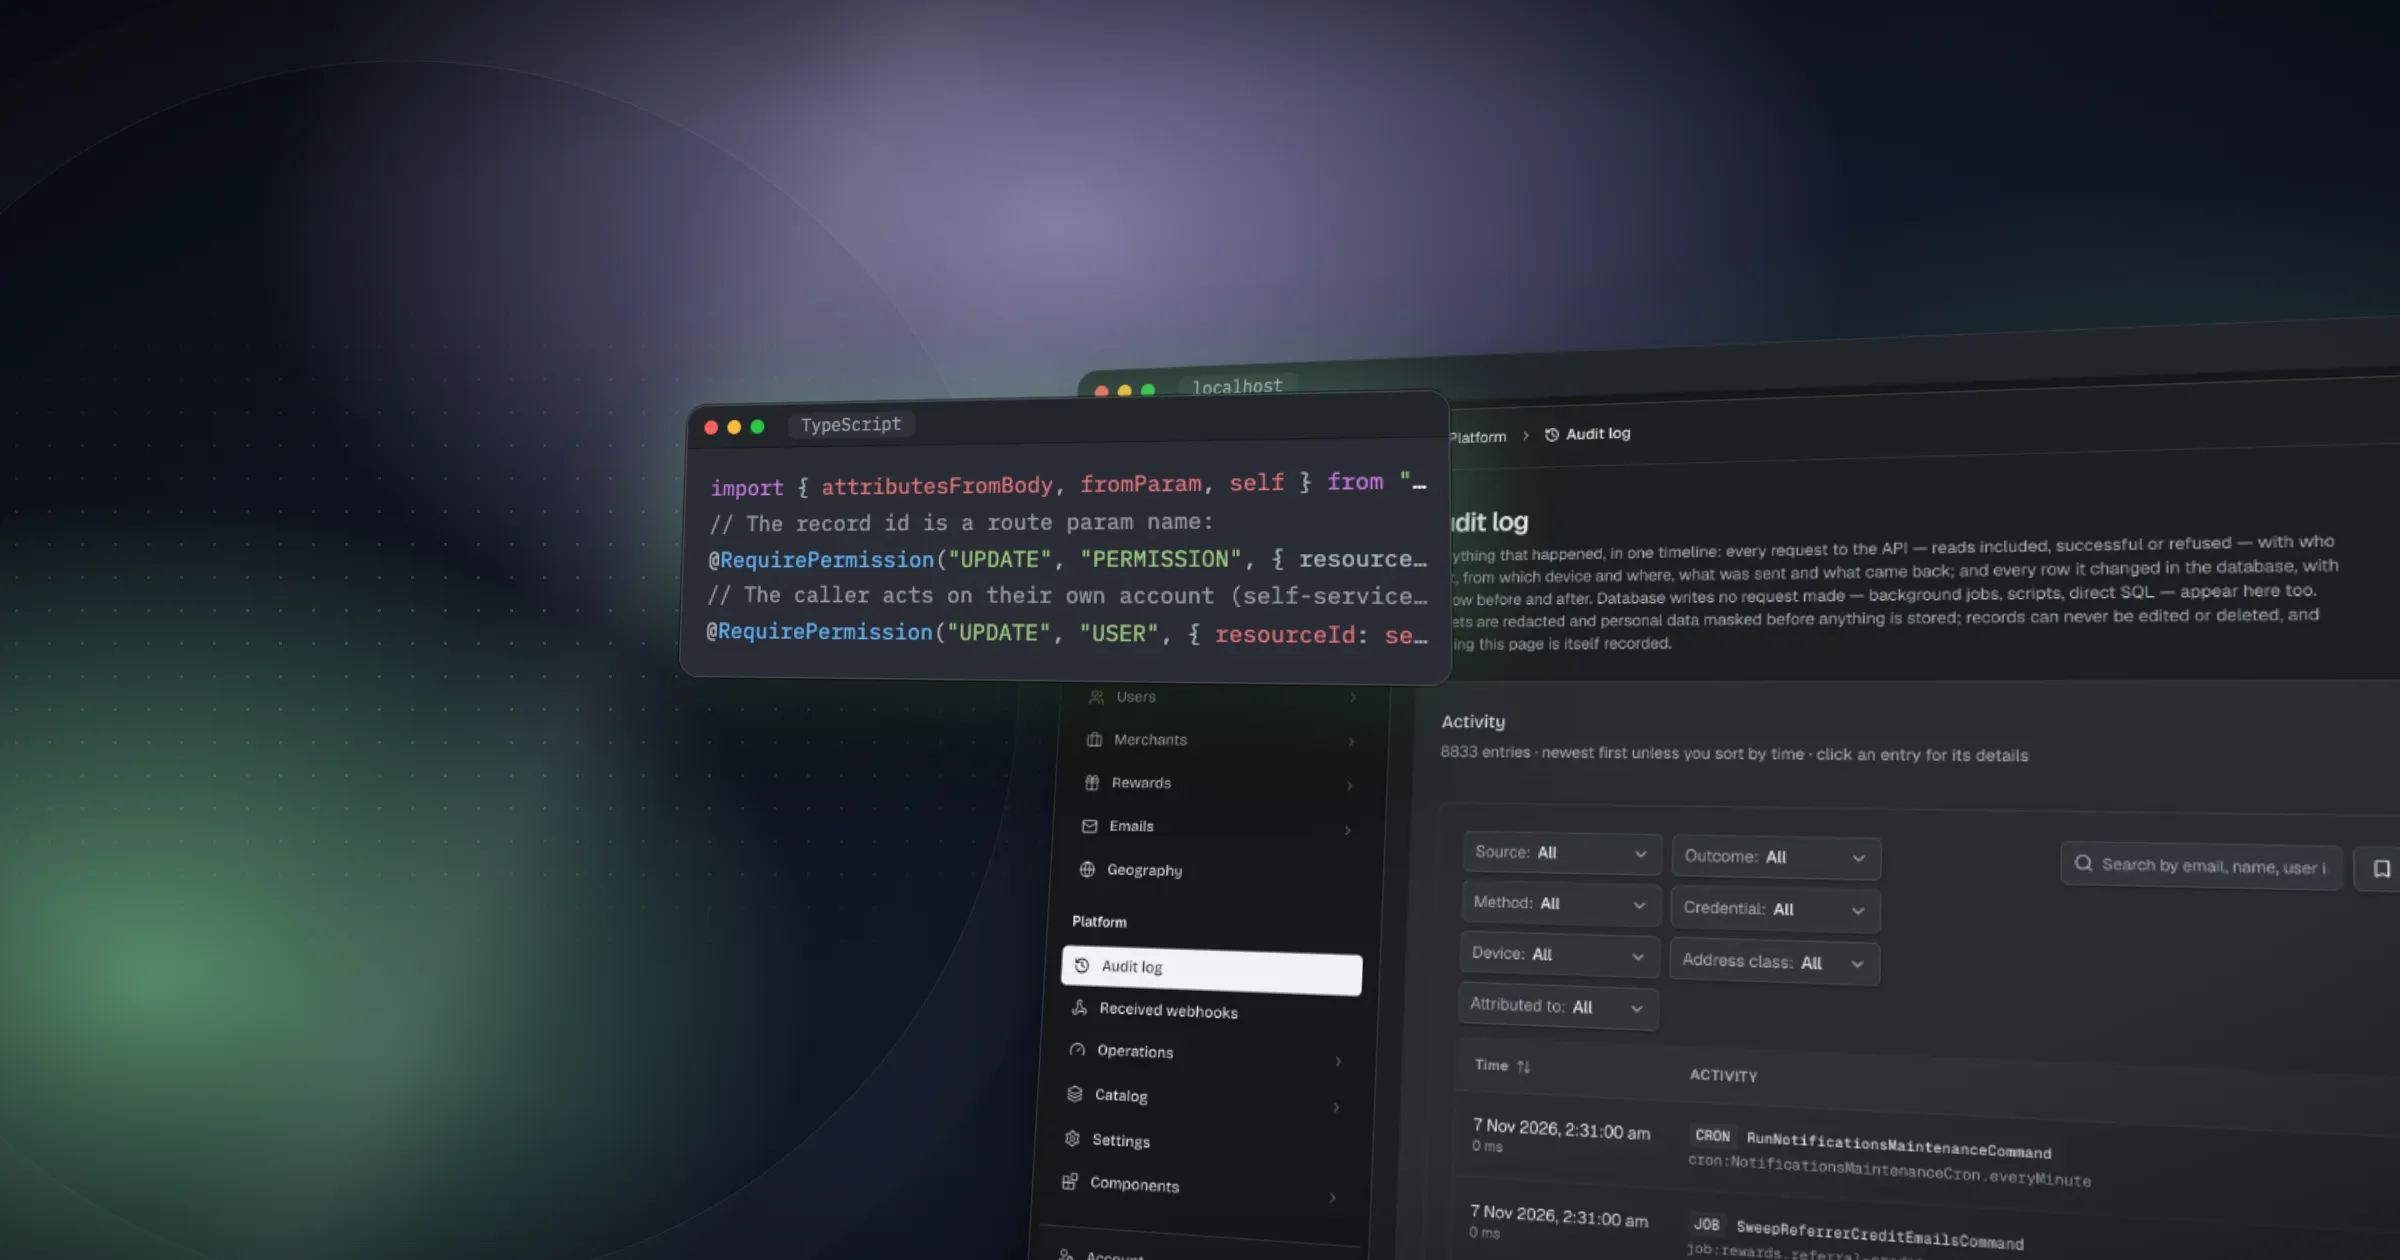 localhost
TypeScript
import { attributesFromBody, fromParam, self } from "…
// The record id is a route param name:
@RequirePermission("UPDATE", "PERMISSION", { resource…
// The caller acts on their own account (self-service…
@RequirePermission("UPDATE", "USER", { resourceId: se…
Platform > Audit log
dit log
that happened, in one timeline: every request to the API — reads included, successful or refused — with who
, from which device and where, what was sent and what came back; and every row it changed in the database, with
before and after. Database writes no request made — background jobs, scripts, direct SQL — appear here too.
are redacted and personal data masked before anything is stored; records can never be edited or deleted, and
this page is itself recorded.
Users
Merchants
Rewards
Emails
Geography
Platform
Audit log
Received webhooks
Operations
Catalog
Settings
Components
Activity
8833 entries · newest first unless you sort by time · click an entry for its details
Source: All
Outcome: All
Search by email, name, user i
Method: All
Credential: All
Device: All
Address class: All
Attributed to: All
Time
ACTIVITY
7 Nov 2026, 2:31:00 am
0 ms
CRON RunNotificationsMaintenanceCommand
cron:NotificationsMaintenanceCron.everyMinute
7 Nov 2026, 2:31:00 am
0 ms
JOB SweepReferrerCreditEmailsCommand